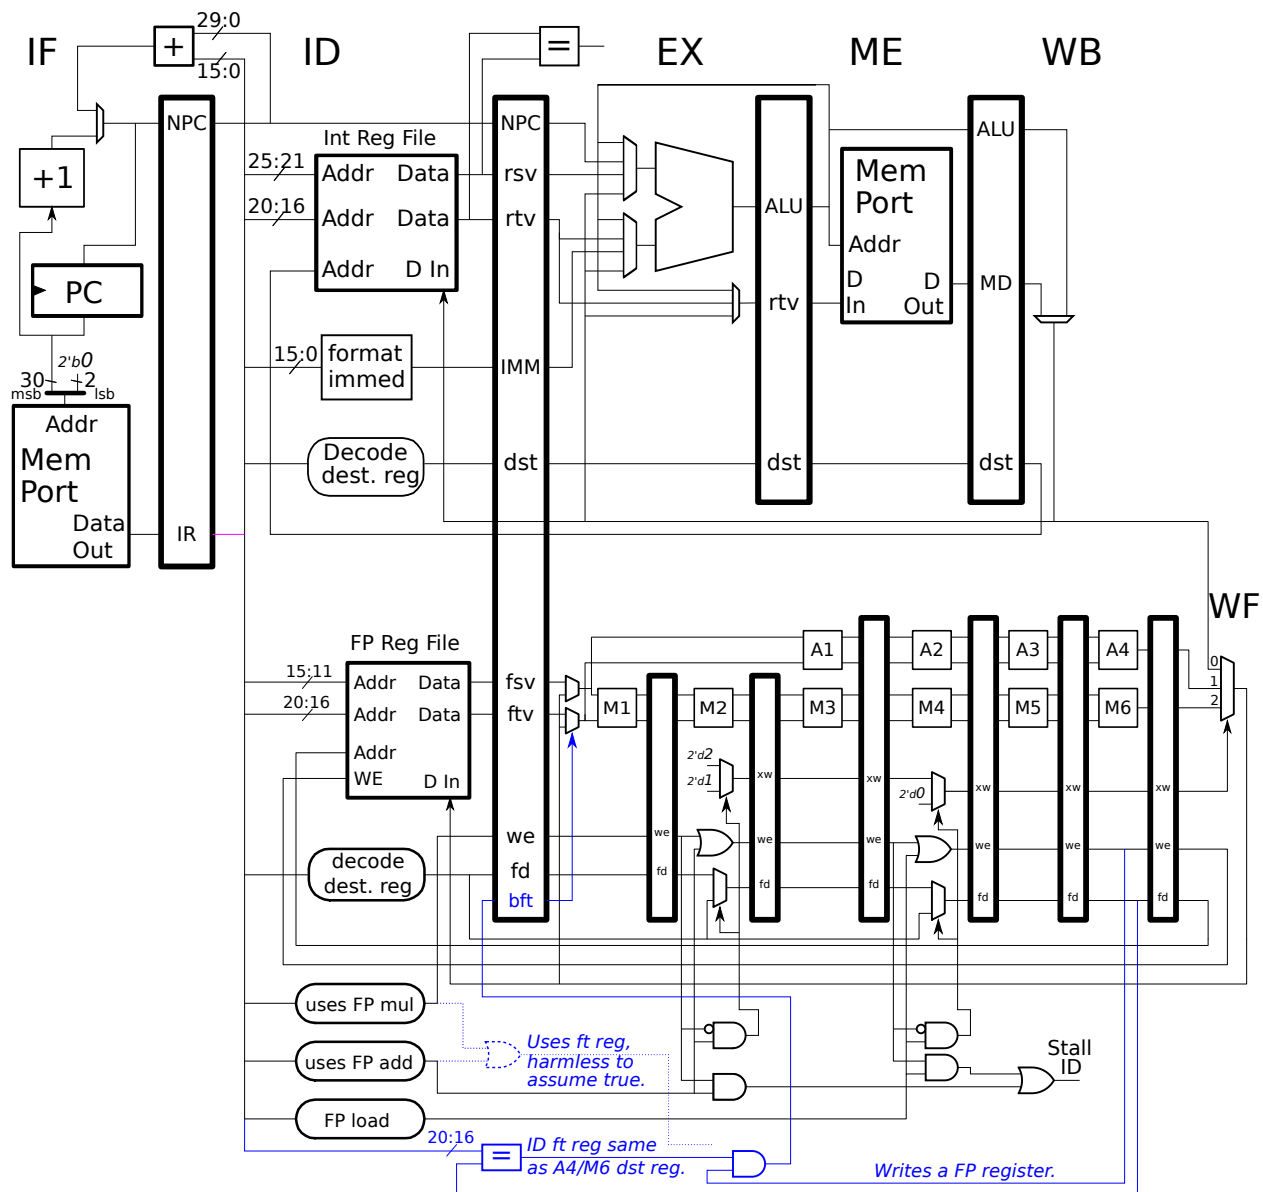 IF
ID
EX
ME
WB
29:0
15:0
+
=
NPC
Int Reg File
NPC
ALU
+1
25:21
Addr
Data
rsv
20:16
Addr
Data
rtv
ALU
Mem
Port
Addr
Addr
D In
D
In
D
Out
MD
rtv
PC
2'b0
30
2
msb
lsb
15:0
format
immed
IMM
Addr
Mem
Port
Data
Out
IR
Decode
dest. reg
dst
dst
dst
WF
FP Reg File
15:11
Addr
Data
fsv
20:16
Addr
Data
ftv
Addr
WE
D In
A1
A2
A3
A4
0
1
2
M1
M2
M3
M4
M5
M6
2'd2
2'd1
xw
xw
2'd0
xw
xw
xw
we
we
we
we
we
we
we
decode
dest. reg
fd
fd
fd
fd
fd
fd
fd
bft
uses FP mul
uses FP add
FP load
Uses ft reg,
harmless to
assume true.
Stall
ID
20:16
=
ID ft reg same
as A4/M6 dst reg.
Writes a FP register.